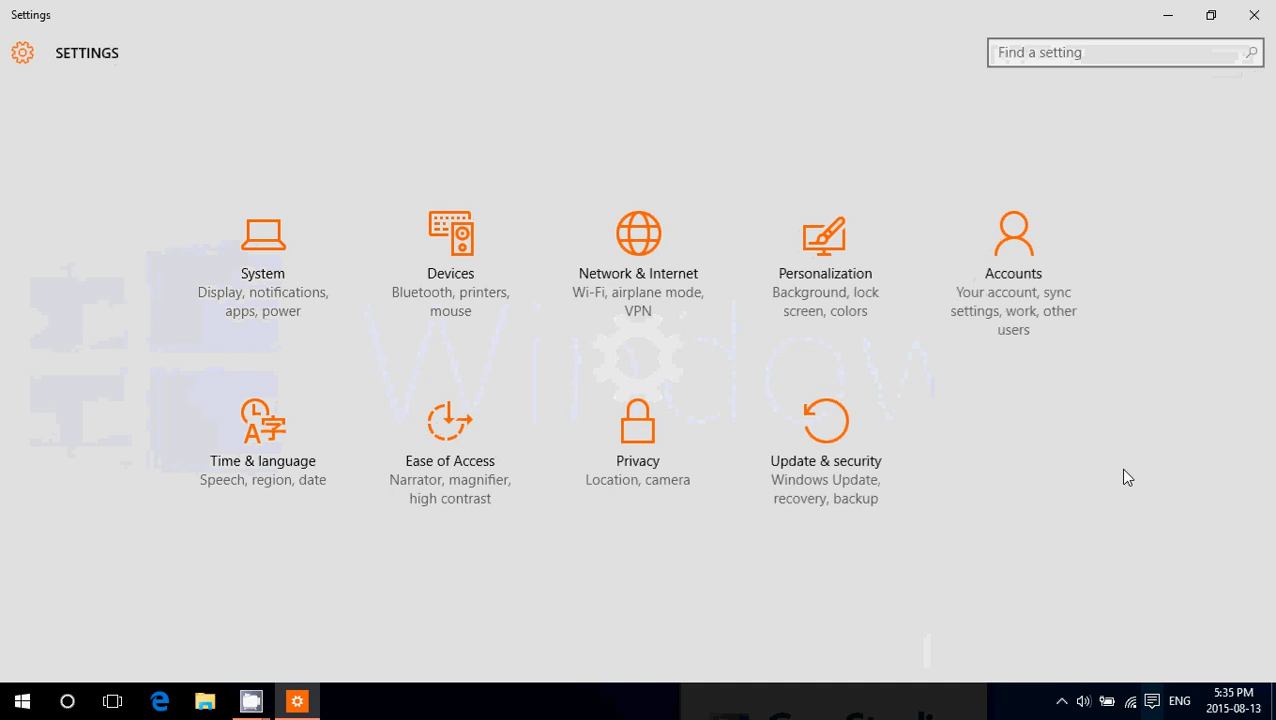 Settings
SETTINGS
Find a setting
System
Display, notifications,
apps, power
Devices
Bluetooth, printers,
mouse
Network & Internet
Wi-Fi, airplane mode,
VPN
Personalization
Background, lock
screen, colors
Accounts
Your account, sync
settings, work, other
users
Time & language
Speech, region, date
Ease of Access
Narrator, magnifier,
high contrast
Privacy
Location, camera
Update & security
Windows Update,
recovery, backup
Window
ENG
5:35 PM
2015-08-13